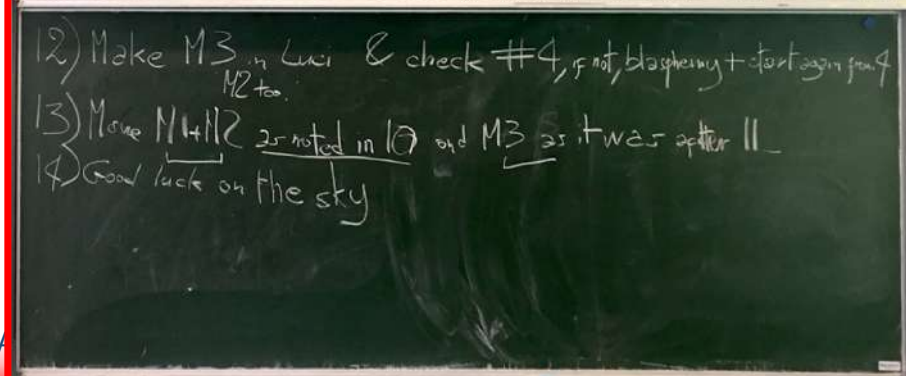 12) Make M3 in Luci & check #4, if not, blasphemy + start again from 4
M2 too.
13) Move M1+M2 as noted in 10 and M3 as it was after 11
14) Good luck on the sky